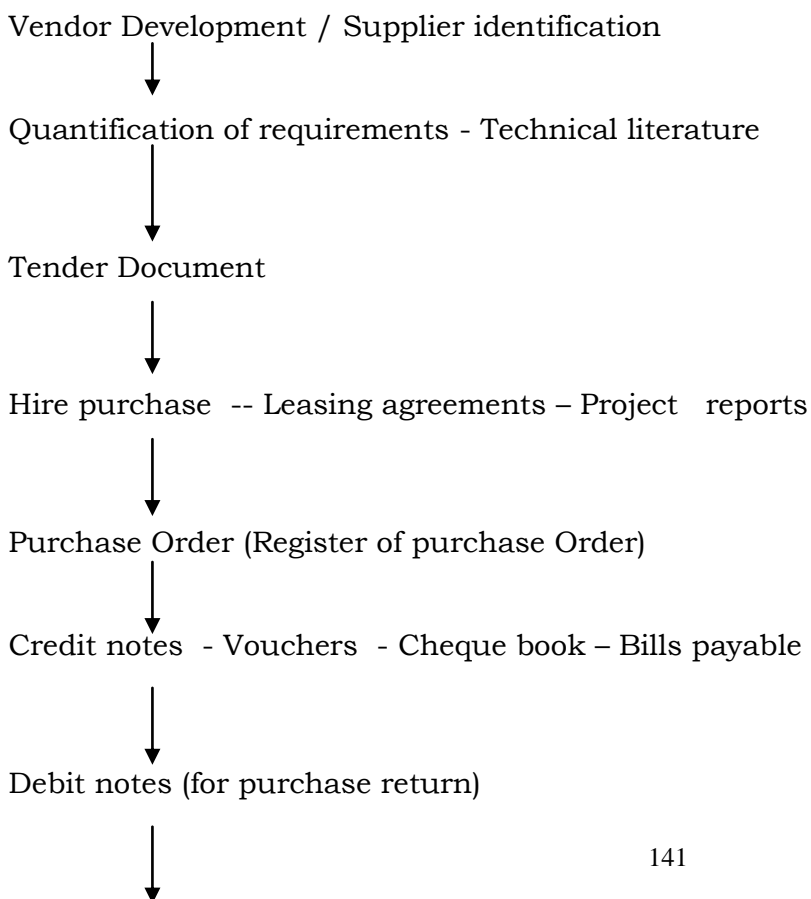 Vendor Development / Supplier identification
Quantification of requirements - Technical literature
Tender Document
Hire purchase -- Leasing agreements – Project reports
Purchase Order (Register of purchase Order)
Credit notes - Vouchers - Cheque book – Bills payable
Debit notes (for purchase return)
141